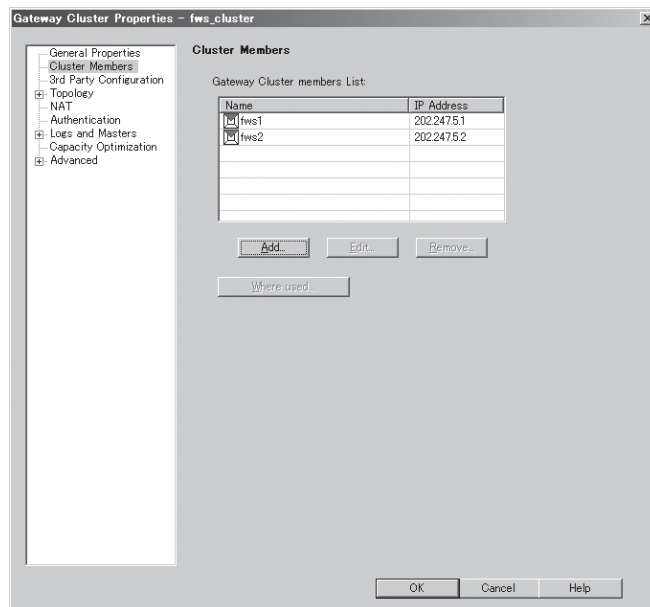 Gateway Cluster Properties - fws_cluster
General Properties
Cluster Members
3rd Party Configuration
Topology
NAT
Authentication
Logs and Masters
Capacity Optimization
Advanced
Cluster Members
Gateway Cluster members List:
Name IP Address
fws1 202.247.5.1
fws2 202.247.5.2
Add... Edit... Remove...
Where used...
OK Cancel Help